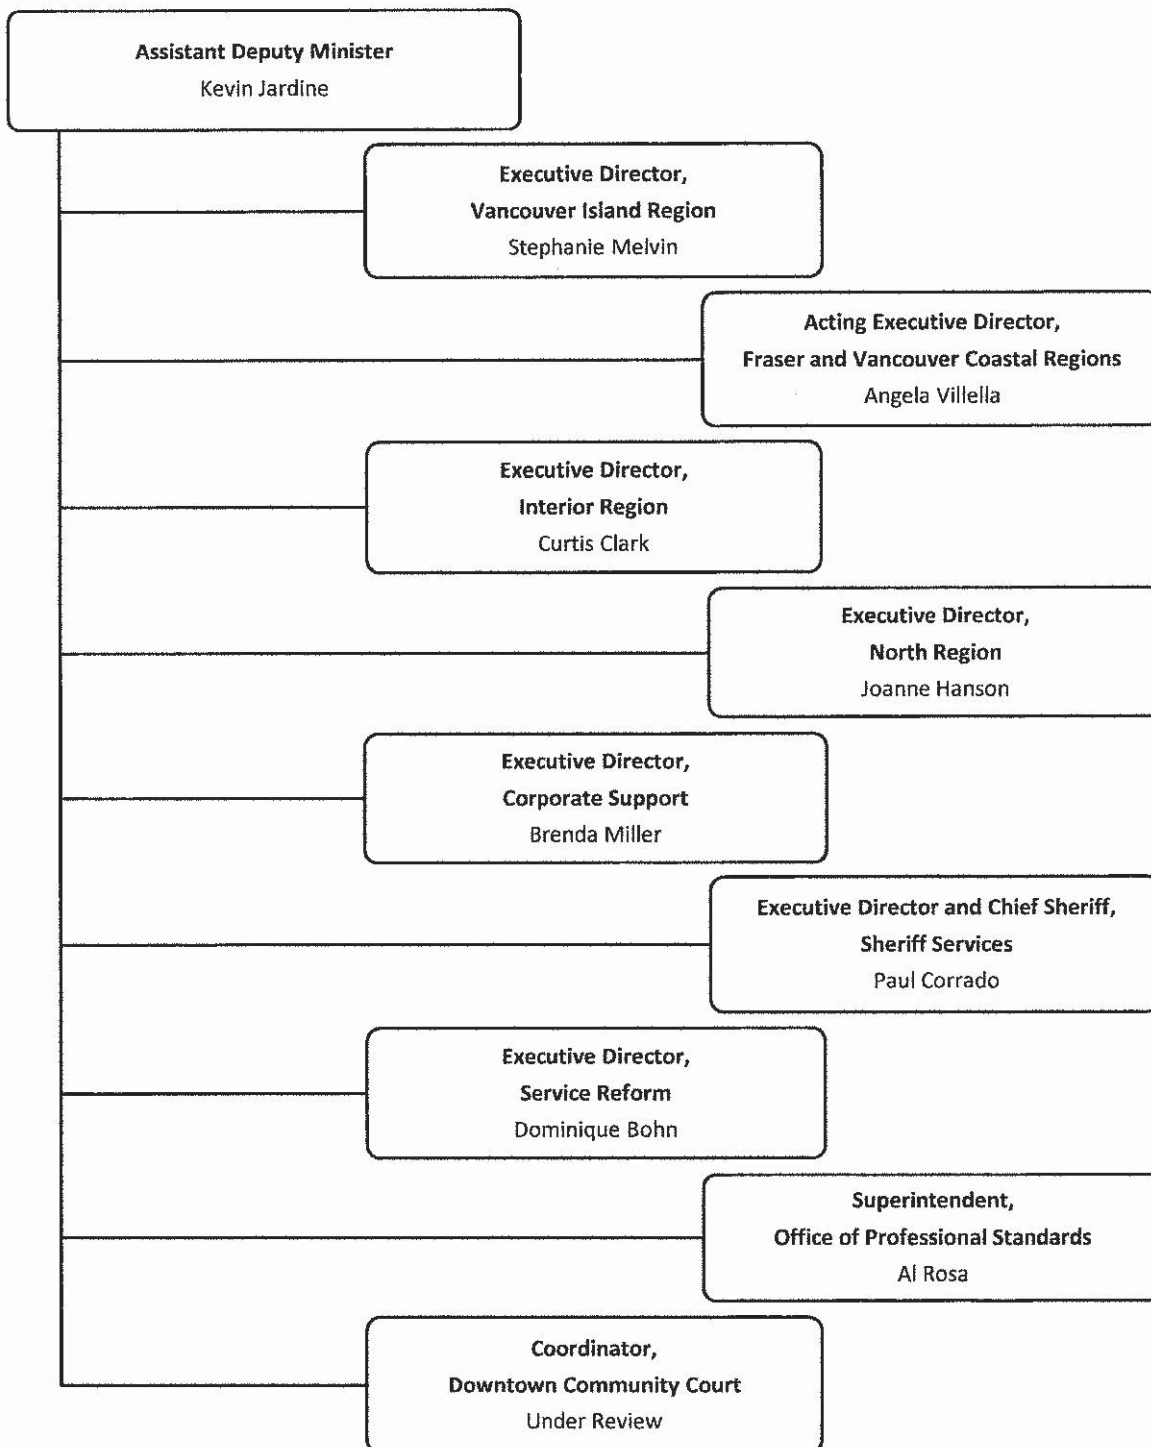 Assistant Deputy Minister
Kevin Jardine
Executive Director,
Vancouver Island Region
Stephanie Melvin
Acting Executive Director,
Fraser and Vancouver Coastal Regions
Angela Villella
Executive Director,
Interior Region
Curtis Clark
Executive Director,
North Region
Joanne Hanson
Executive Director,
Corporate Support
Brenda Miller
Executive Director and Chief Sheriff,
Sheriff Services
Paul Corrado
Executive Director,
Service Reform
Dominique Bohn
Superintendent,
Office of Professional Standards
Al Rosa
Coordinator,
Downtown Community Court
Under Review